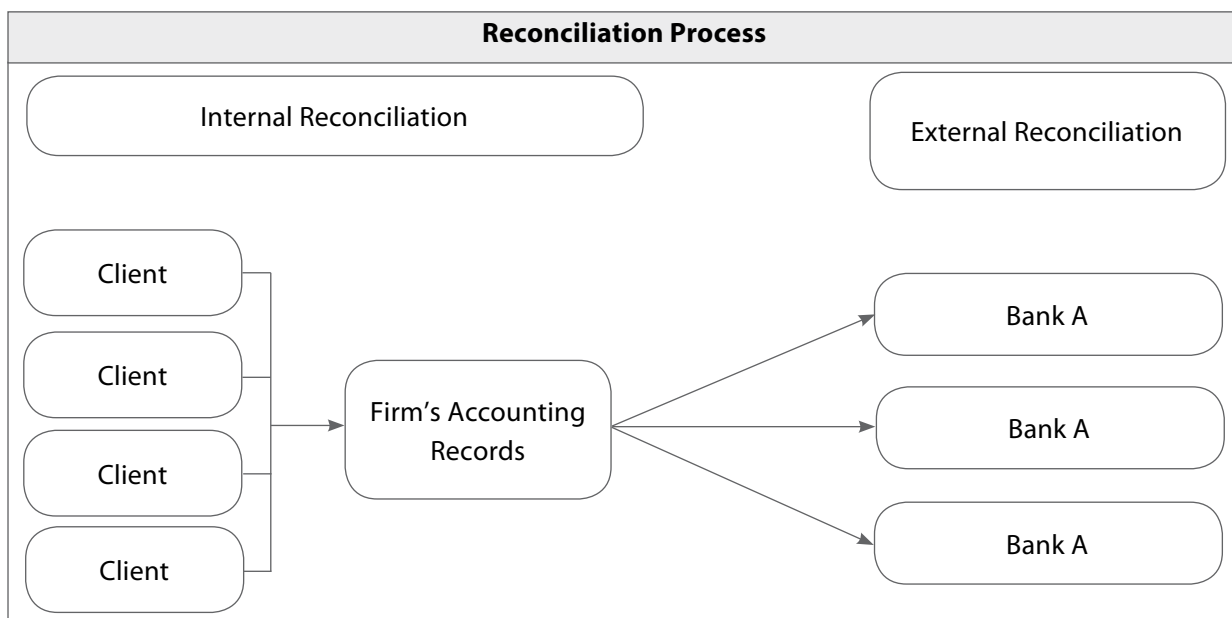 Reconciliation Process
Internal Reconciliation
External Reconciliation
Client
Client
Client
Client
Firm's Accounting
Records
Bank A
Bank A
Bank A